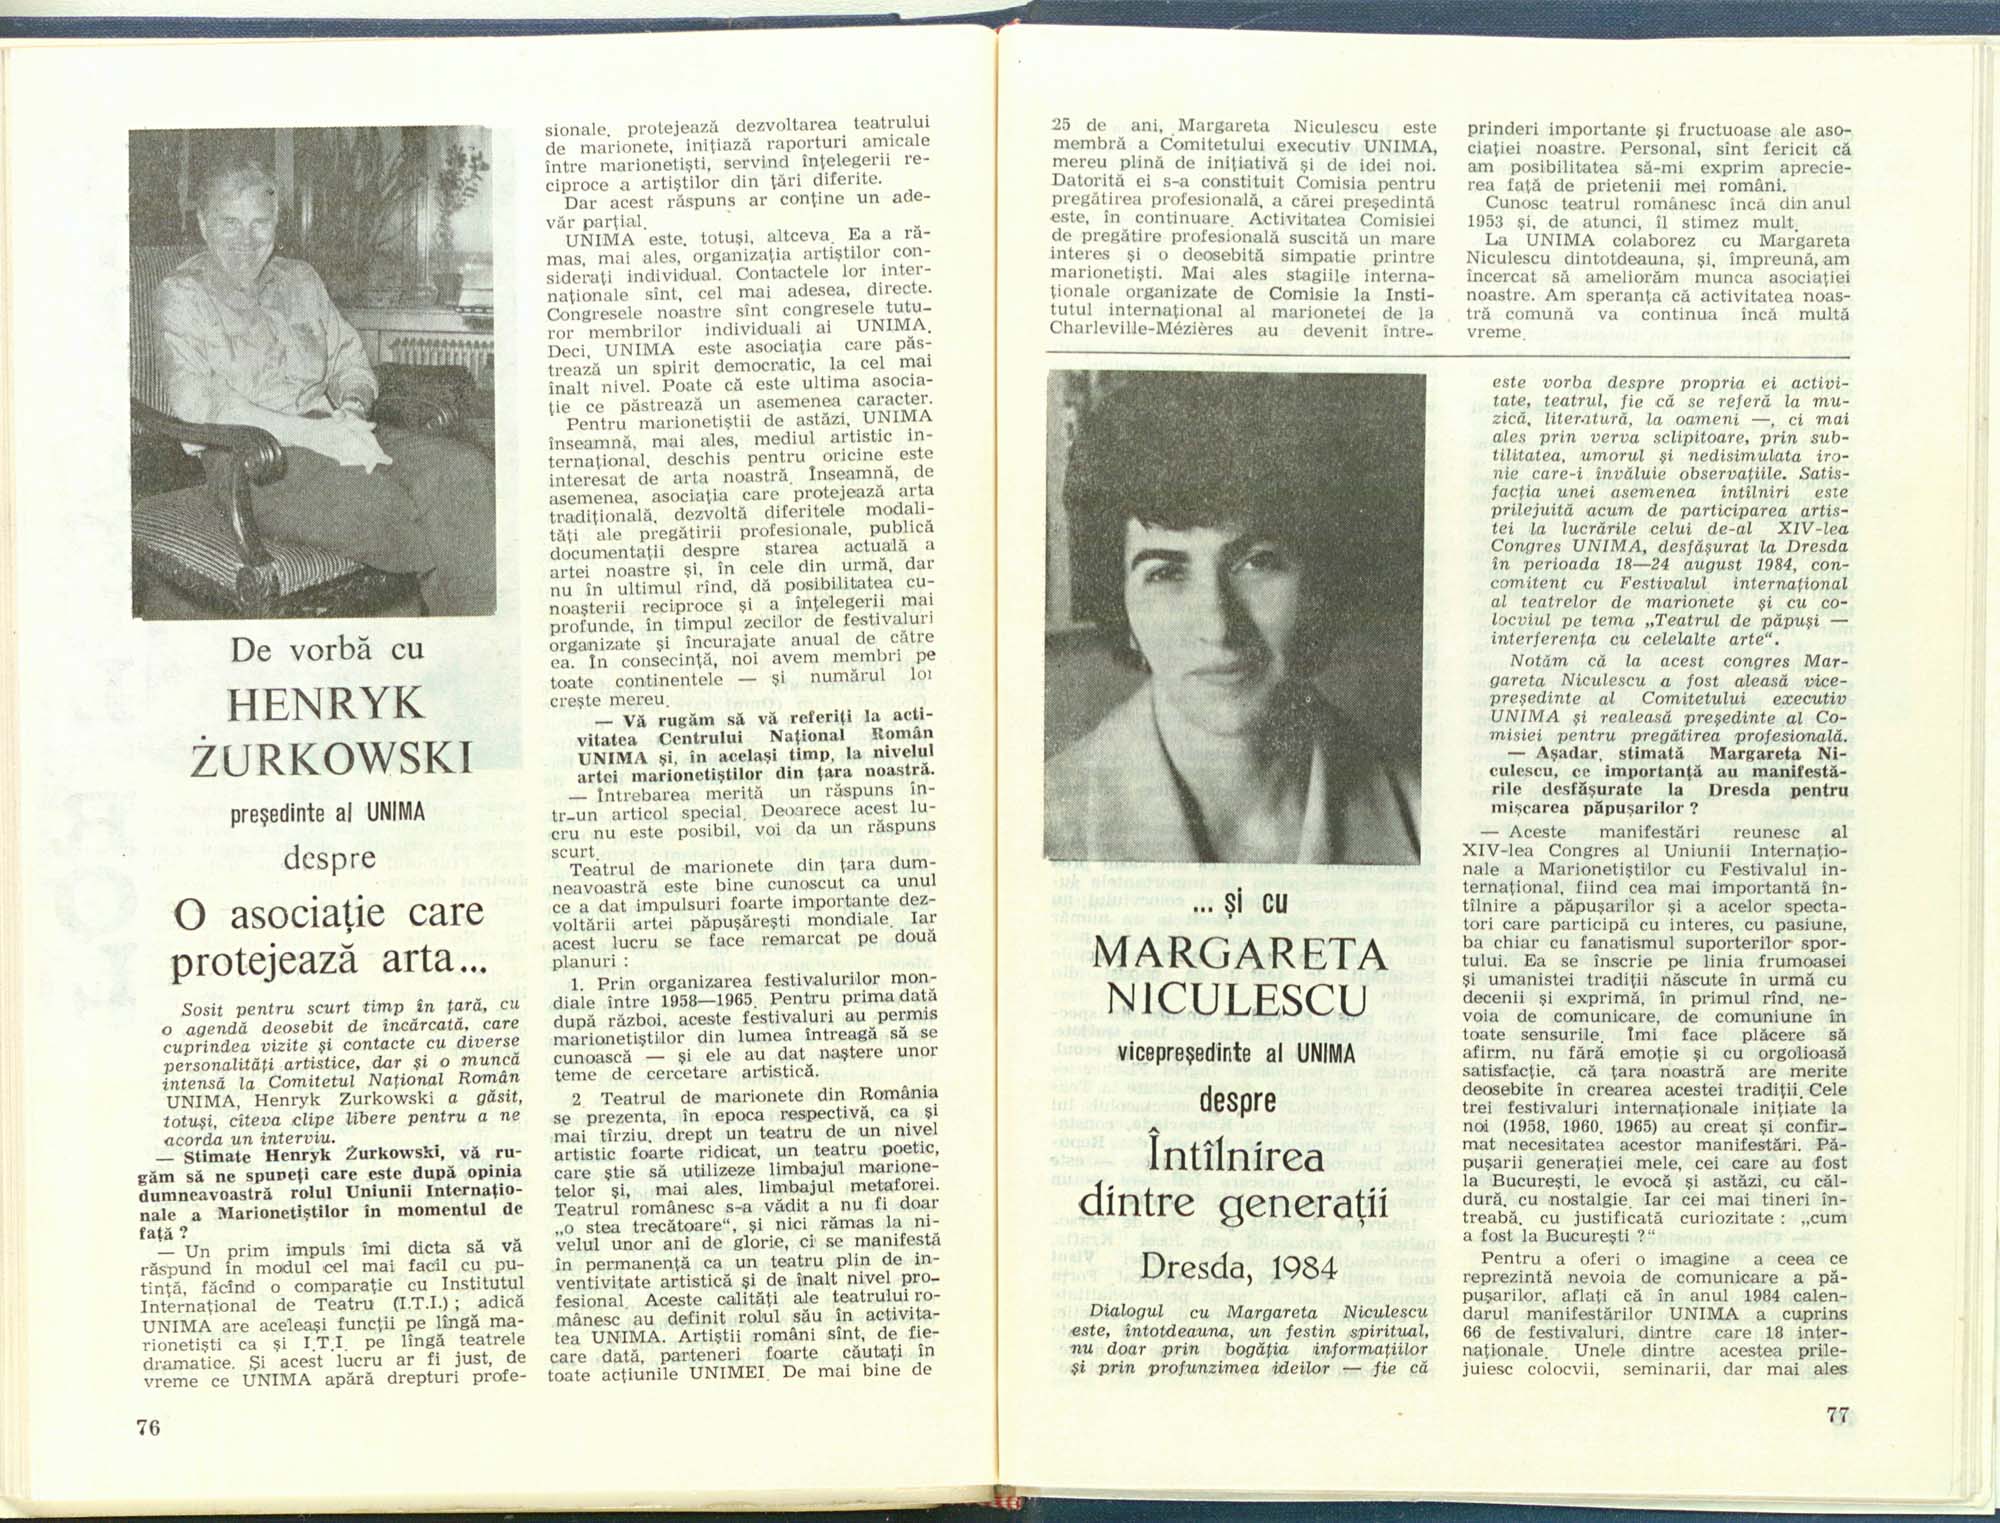 De vorbă cu
HENRYK
ŻURKOWSKI
preşedinte al UNIMA
despre
O asociaţie care
protejează arta...
Sosit pentru scurt timp în ţară, cu
o agendă deosebit de încărcată, care
cuprindea vizite şi contacte cu diverse
personalităţi artistice, dar şi o muncă
intensă la Comitetul Naţional Român
UNIMA, Henryk Zurkowski a găsit,
totuşi, cîteva clipe libere pentru a ne
acorda un interviu.
— Stimate Henryk Żurkowski, vă ru-
găm să ne spuneţi care este după opinia
dumneavoastră rolul Uniunii Internaţio-
nale a Marionetiştilor în momentul de
faţă ?
— Un prim impuls îmi dicta să vă
răspund în modul cel mai facil cu pu-
tinţă, făcînd o comparaţie cu Institutul
Internaţional de Teatru (I.T.I.) ; adică
UNIMA are aceleaşi funcţii pe lîngă ma-
rionetişti ca şi I.T.I. pe lîngă teatrele
dramatice. Şi acest lucru ar fi just, de
vreme ce UNIMA apără drepturi profe-
76
sionale, protejează dezvoltarea teatrului
de marionete, iniţiază raporturi amicale
între marionetişti, servind înţelegerii re-
ciproce a artiştilor din ţări diferite.
Dar acest răspuns ar conţine un ade-
văr parţial.
UNIMA este, totuşi, altceva. Ea a ră-
mas, mai ales, organizaţia artiştilor con-
sideraţi individual. Contactele lor inter-
naţionale sînt, cel mai adesea, directe.
Congresele noastre sînt congresele tutu-
ror membrilor individuali ai UNIMA.
Deci, UNIMA este asociaţia care păs-
trează un spirit democratic, la cel mai
înalt nivel. Poate că este ultima asocia-
ţie ce păstrează un asemenea caracter.
Pentru marionetiştii de astăzi, UNIMA
înseamnă, mai ales, mediul artistic in-
ternaţional, deschis pentru oricine este
interesat de arta noastră. Înseamnă, de
asemenea, asociaţia care protejează arta
tradiţională, dezvoltă diferitele modali-
tăţi ale pregătirii profesionale, publică
documentaţii despre starea actuală a
artei noastre şi, în cele din urmă, dar
nu în ultimul rînd, dă posibilitatea cu-
noaşterii reciproce şi a înţelegerii mai
profunde, în timpul zecilor de festivaluri
organizate şi încurajate anual de către
ea. În consecinţă, noi avem membri pe
toate continentele — şi numărul lor
creşte mereu.
— Vă rugăm să vă referiţi la acti-
vitatea Centrului Naţional Român
UNIMA şi, în acelaşi timp, la nivelul
artei marionetiştilor din ţara noastră.
— Întrebarea merită un răspuns în-
tr-un articol special. Deoarece acest lu-
cru nu este posibil, voi da un răspuns
scurt.
Teatrul de marionete din ţara dum-
neavoastră este bine cunoscut ca unul
ce a dat impulsuri foarte importante dez-
voltării artei păpuşăreşti mondiale. Iar
acest lucru se face remarcat pe două
planuri :
1. Prin organizarea festivalurilor mon-
diale între 1958—1965. Pentru prima dată
după război, aceste festivaluri au permis
marionetiştilor din lumea întreagă să se
cunoască — şi ele au dat naştere unor
teme de cercetare artistică.
2. Teatrul de marionete din România
se prezenta, în epoca respectivă, ca şi
mai tîrziu, drept un teatru de un nivel
artistic foarte ridicat, un teatru poetic,
care ştie să utilizeze limbajul marione-
telor şi, mai ales, limbajul metaforei.
Teatrul românesc s-a vădit a nu fi doar
„o stea trecătoare“, şi nici rămas la ni-
velul unor ani de glorie, ci se manifestă
în permanenţă ca un teatru plin de in-
ventivitate artistică şi de înalt nivel pro-
fesional. Aceste calităţi ale teatrului ro-
mânesc au definit rolul său în activita-
tea UNIMA. Artiştii români sînt, de fie-
care dată, parteneri foarte căutaţi în
toate acţiunile UNIMEI. De mai bine de
25 de ani, Margareta Niculescu este
membră a Comitetului executiv UNIMA,
mereu plină de iniţiativă şi de idei noi.
Datorită ei s-a constituit Comisia pentru
pregătirea profesională, a cărei preşedintă
este, în continuare. Activitatea Comisiei
de pregătire profesională suscită un mare
interes şi o deosebită simpatie printre
marionetişti. Mai ales stagiile interna-
ţionale organizate de Comisie la Insti-
tutul internaţional al marionetei de la
Charleville-Mézières au devenit între-
prinderi importante şi fructuoase ale aso-
ciaţiei noastre. Personal, sînt fericit că
am posibilitatea să-mi exprim aprecie-
rea faţă de prietenii mei români.
Cunosc teatrul românesc încă din anul
1953 şi, de atunci, îl stimez mult.
La UNIMA colaborez cu Margareta
Niculescu dintotdeauna, şi, împreună, am
încercat să ameliorăm munca asociaţiei
noastre. Am speranţa că activitatea noas-
tră comună va continua încă multă
vreme.
... şi cu
MARGARETA
NICULESCU
vicepreşedinte al UNIMA
despre
Întîlnirea
dintre generaţii
Dresda, 1984
Dialogul cu Margareta Niculescu
este, întotdeauna, un festin spiritual,
nu doar prin bogăţia informaţiilor
şi prin profunzimea ideilor — fie că
este vorba despre propria ei activi-
tate, teatrul, fie că se referă la mu-
zică, literatură, la oameni —, ci mai
ales prin verva sclipitoare, prin sub-
tilitatea, umorul şi nedisimulata iro-
nie care-i învăluie observaţiile. Satis-
facţia unei asemenea întîlniri este
prilejuită acum de participarea artis-
tei la lucrările celui de-al XIV-lea
Congres UNIMA, desfăşurat la Dresda
în perioada 18—24 august 1984, con-
comitent cu Festivalul internaţional
al teatrelor de marionete şi cu co-
locviul pe tema „Teatrul de păpuşi —
interferenţa cu celelalte arte“.
Notăm că la acest congres Mar-
gareta Niculescu a fost aleasă vice-
preşedinte al Comitetului executiv
UNIMA şi realeasă preşedinte al Co-
misiei pentru pregătirea profesională.
— Aşadar, stimată Margareta Ni-
culescu, ce importanţă au manifestă-
rile desfăşurate la Dresda pentru
mişcarea păpuşarilor ?
— Aceste manifestări reunesc al
XIV-lea Congres al Uniunii Internaţio-
nale a Marionetiştilor cu Festivalul in-
ternaţional, fiind cea mai importantă în-
tîlnire a păpuşarilor şi a acelor specta-
tori care participă cu interes, cu pasiune,
ba chiar cu fanatismul suporterilor spor-
tului. Ea se înscrie pe linia frumoasei
şi umanistei tradiţii născute în urmă cu
decenii şi exprimă, în primul rînd, ne-
voia de comunicare, de comuniune în
toate sensurile. Îmi face plăcere să
afirm, nu fără emoţie şi cu orgolioasă
satisfacţie, că ţara noastră are merite
deosebite în crearea acestei tradiţii. Cele
trei festivaluri internaţionale iniţiate la
noi (1958, 1960, 1965) au creat şi confir-
mat necesitatea acestor manifestări. Pă-
puşarii generaţiei mele, cei care au fost
la Bucureşti, le evocă şi astăzi, cu căl-
dură, cu nostalgie. Iar cei mai tineri în-
treabă, cu justificată curiozitate : „cum
a fost la Bucureşti ?“
Pentru a oferi o imagine a ceea ce
reprezintă nevoia de comunicare a pă-
puşarilor, aflaţi că în anul 1984 calen-
darul manifestărilor UNIMA a cuprins
66 de festivaluri, dintre care 18 inter-
naţionale. Unele dintre acestea prile-
juiesc colocvii, seminarii, dar mai ales
77